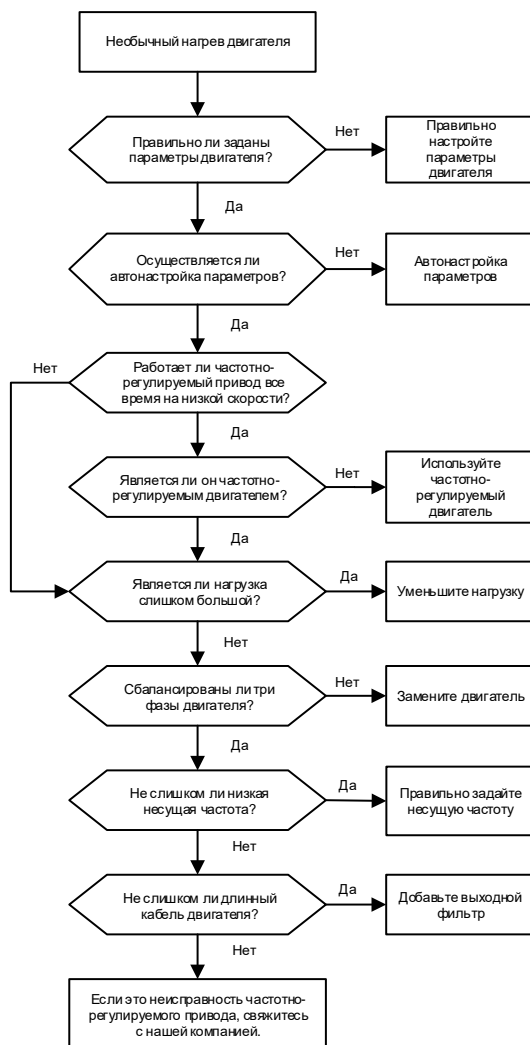 Необычный нагрев двигателя
Правильно ли заданы
параметры двигателя?
Нет
Правильно
настройте
параметры
двигателя
Да
Осуществляется ли
автонастройка параметров?
Нет
Автонастройка
параметров
Да
Нет
Работает ли частотно-
регулируемый привод все
время на низкой скорости?
Да
Является ли он частотно-
регулируемым двигателем?
Нет
Используйте
частотно-
регулируемый
двигатель
Да
Является ли нагрузка
слишком большой?
Да
Уменьшите нагрузку
Нет
Сбалансированы ли три
фазы двигателя?
Нет
Замените двигатель
Да
Не слишком ли низкая
несущая частота?
Да
Правильно задайте
несущую частоту
Нет
Не слишком ли длинный
кабель двигателя?
Да
Добавьте выходной
фильтр
Нет
Если это неисправность частотно-
регулируемого привода, свяжитесь
с нашей компанией.